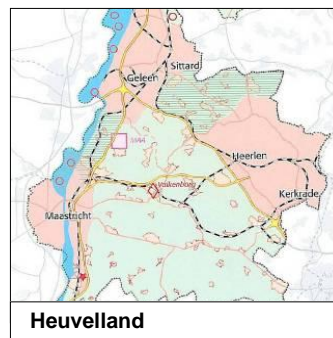 Sittard
Geleen
Heerlen
Valkenburg
Kerkrade
Maastricht
Heuvelland